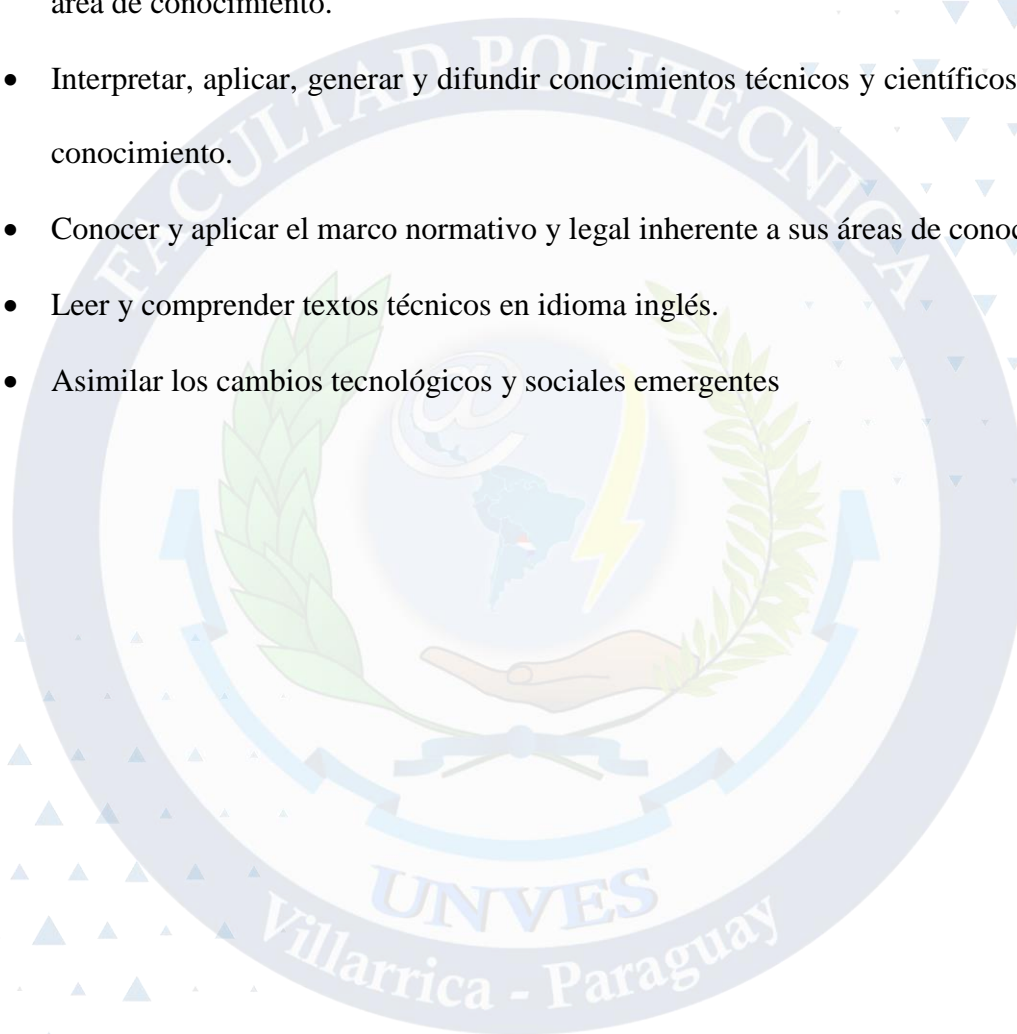 área de conocimiento.
• Interpretar, aplicar, generar y difundir conocimientos técnicos y científicos
conocimiento.
• Conocer y aplicar el marco normativo y legal inherente a sus áreas de
• Leer y comprender textos técnicos en idioma inglés.
• Asimilar los cambios tecnológicos y sociales emergentes
FACULTAD POLITECNICA
@
UNVES
Villarrica - Paraguay